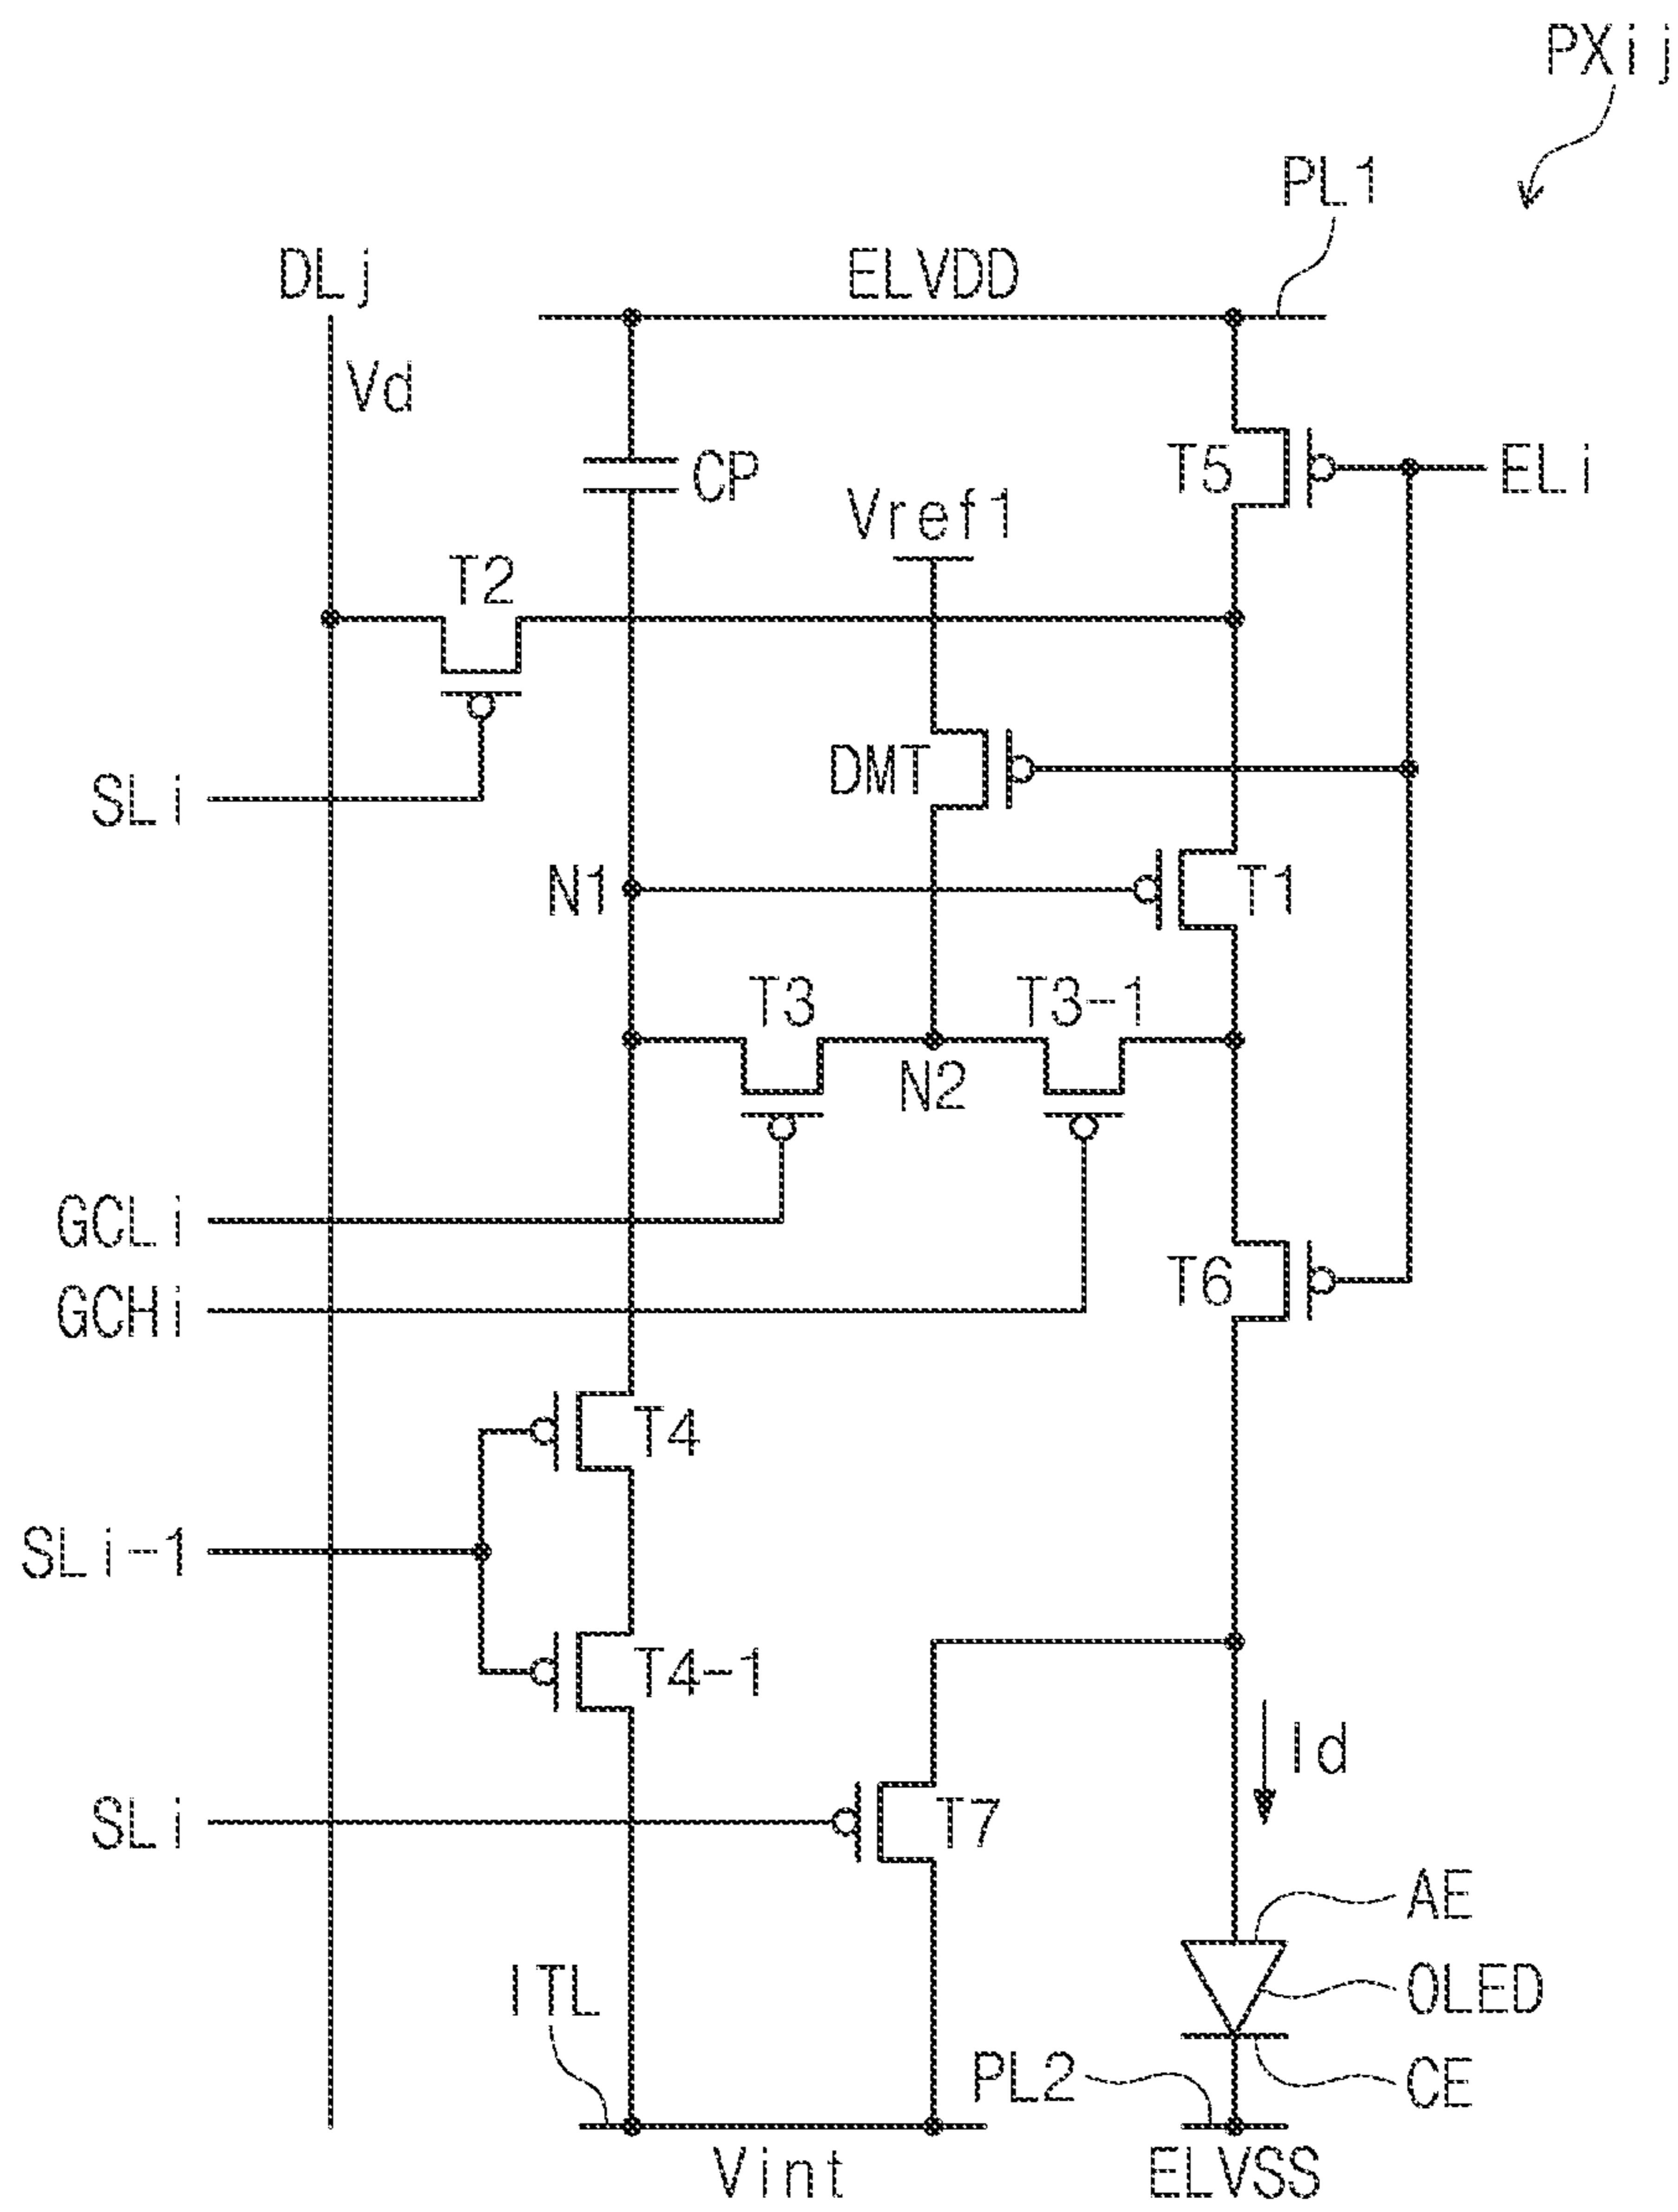 PXij
PL1
DLj
ELVDD
Vd
CP
T5
ELi
Vref1
T2
DMT
SLi
N1
T1
T3
T3-1
N2
GCLi
T6
GCHi
T4
SLi-1
T4-1
Id
SLi
T7
AE
ITL
OLED
PL2
CE
Vint
ELVSS